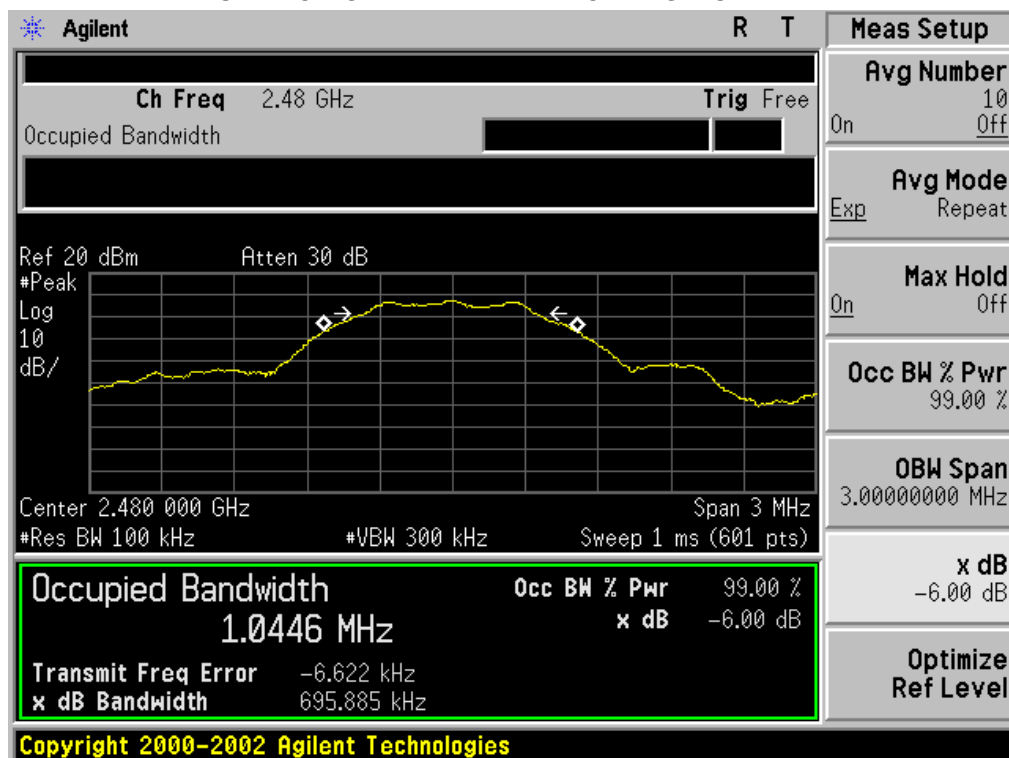 Agilent R T
Ch Freq 2.48 GHz Trig Free
Occupied Bandwidth
Ref 20 dBm Atten 30 dB
#Peak
Log
10
dB/
Center 2.480 000 GHz Span 3 MHz
#Res BW 100 kHz #VBW 300 kHz Sweep 1 ms (601 pts)
Occupied Bandwidth Occ BW % Pwr 99.00 %
1.0446 MHz x dB -6.00 dB
Transmit Freq Error -6.622 kHz
x dB Bandwidth 695.885 kHz
Copyright 2000-2002 Agilent Technologies
Meas Setup
Avg Number
10
On Off
Avg Mode
Exp Repeat
Max Hold
On Off
Occ BW % Pwr
99.00 %
OBW Span
3.00000000 MHz
x dB
-6.00 dB
Optimize
Ref Level